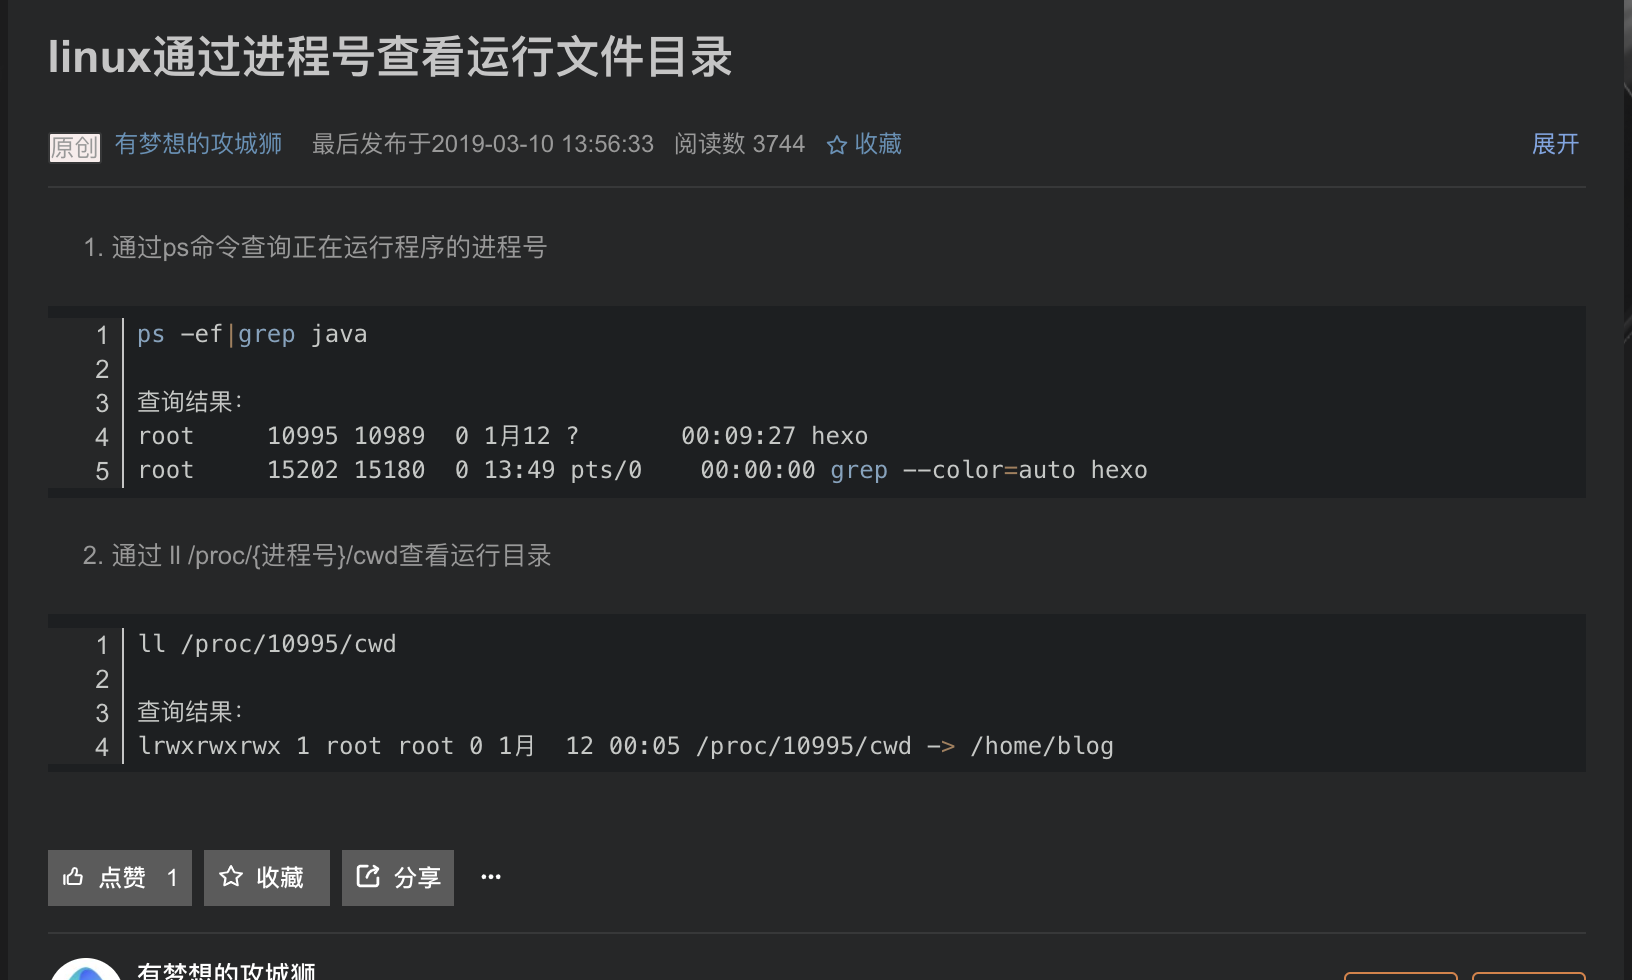 linux通过进程号查看运行文件目录
原创 有梦想的攻城狮 最后发布于2019-03-10 13:56:33 阅读数 3744 收藏 展开
1. 通过ps命令查询正在运行程序的进程号
1 ps -ef|grep java
2
3 查询结果:
4 root     10995 10989  0 1月12 ?       00:09:27 hexo
5 root     15202 15180  0 13:49 pts/0    00:00:00 grep --color=auto hexo
2. 通过 ll /proc/{进程号}/cwd查看运行目录
1 ll /proc/10995/cwd
2
3 查询结果:
4 lrwxrwxrwx 1 root root 0 1月  12 00:05 /proc/10995/cwd -> /home/blog
点赞 1 收藏 分享 ···
有梦想的攻城狮